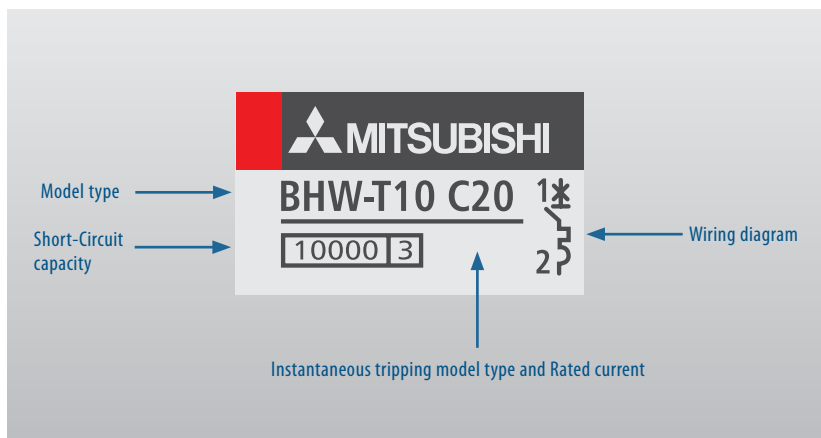 MITSUBISHI
Model type
BHW-T10 C20
1
Short-Circuit
capacity
10000 3
2
Wiring diagram
Instantaneous tripping model type and Rated current